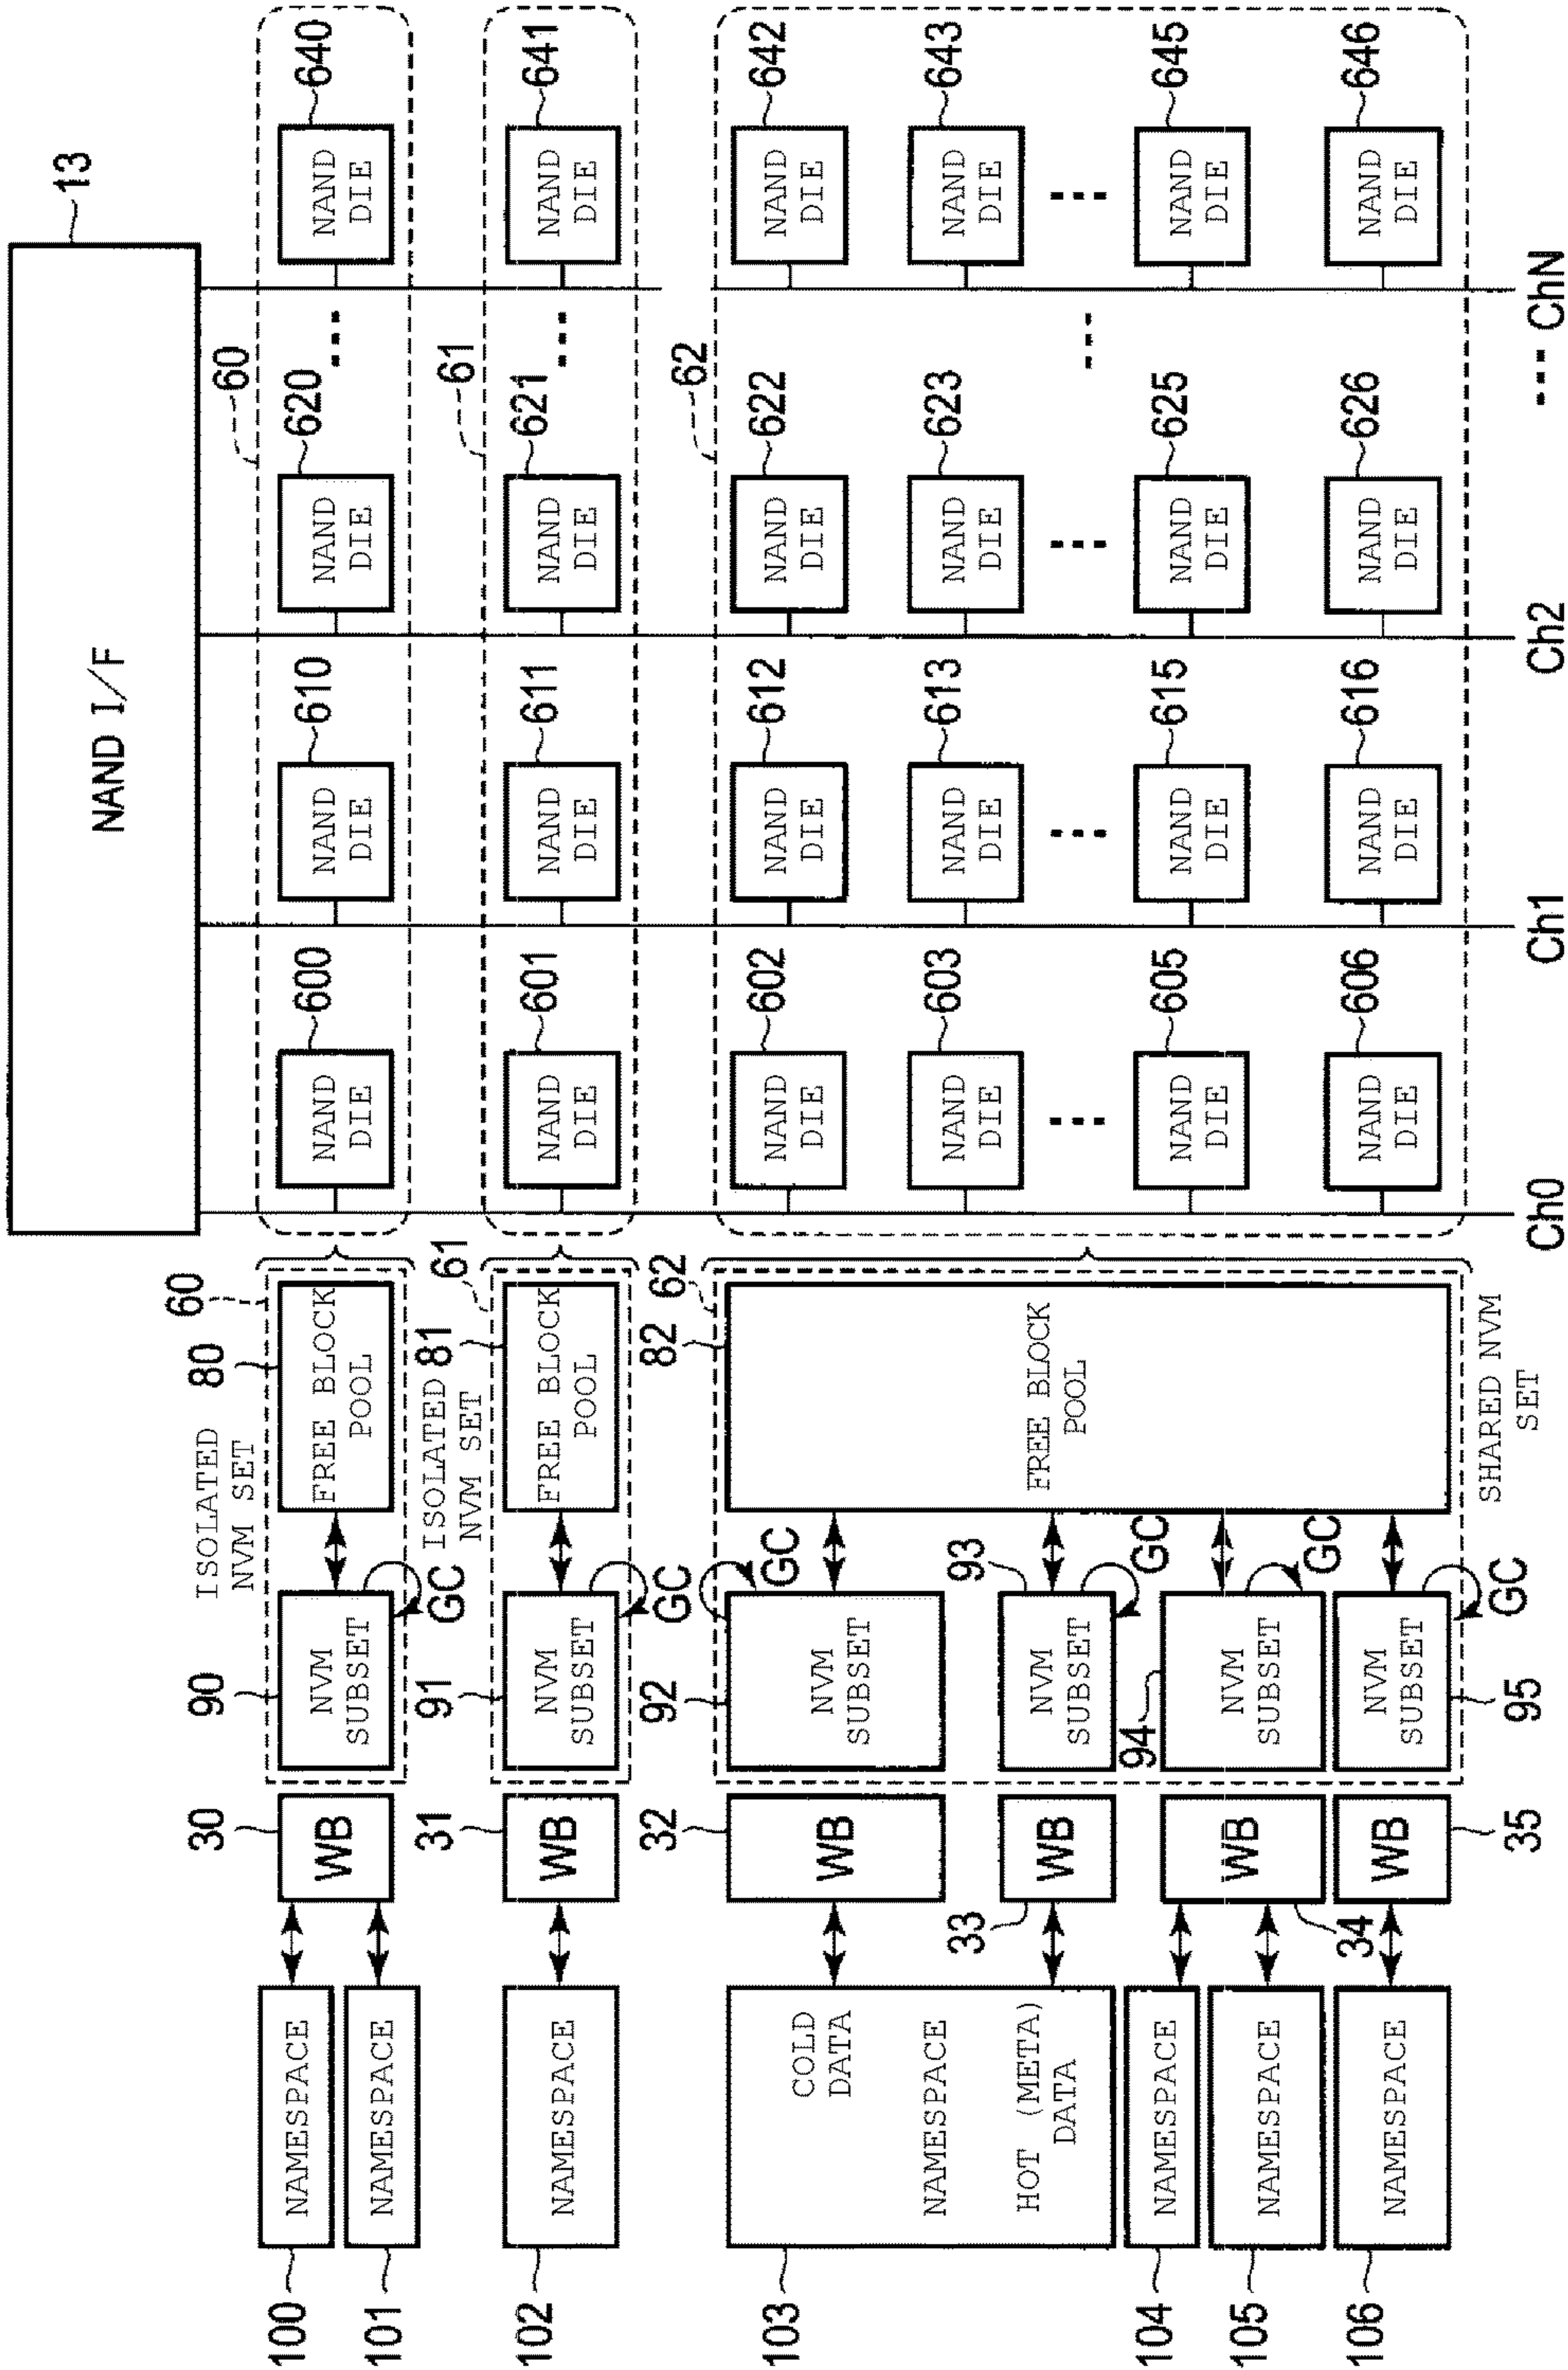 13
NAND I/F
60
640
NAND
DIE
620
NAND
DIE
610
NAND
DIE
600
NAND
DIE
61
641
NAND
DIE
621
NAND
DIE
611
NAND
DIE
601
NAND
DIE
62
642
NAND
DIE
622
NAND
DIE
612
NAND
DIE
602
NAND
DIE
643
NAND
DIE
623
NAND
DIE
613
NAND
DIE
603
NAND
DIE
645
NAND
DIE
625
NAND
DIE
615
NAND
DIE
605
NAND
DIE
646
NAND
DIE
626
NAND
DIE
616
NAND
DIE
606
NAND
DIE
Ch0
Ch1
Ch2
ChN
ISOLATED
NVM SET
60
80
FREE BLOCK
POOL
90
NVM
SUBSET
GC
30
WB
100
NAMESPACE
101
NAMESPACE
ISOLATED
NVM SET
61
81
FREE BLOCK
POOL
91
NVM
SUBSET
GC
31
WB
102
NAMESPACE
62
82
FREE BLOCK
POOL
SHARED NVM
SET
92
NVM
SUBSET
GC
93
NVM
SUBSET
GC
94
NVM
SUBSET
GC
95
NVM
SUBSET
GC
32
WB
33
WB
34
WB
35
WB
103
COLD
DATA
NAMESPACE
HOT (META)
DATA
104
NAMESPACE
105
NAMESPACE
106
NAMESPACE